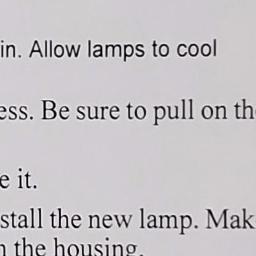 in. Allow lamps to cool
ess. Be sure to pull on th
e it.
stall the new lamp. Mak
n the housing.